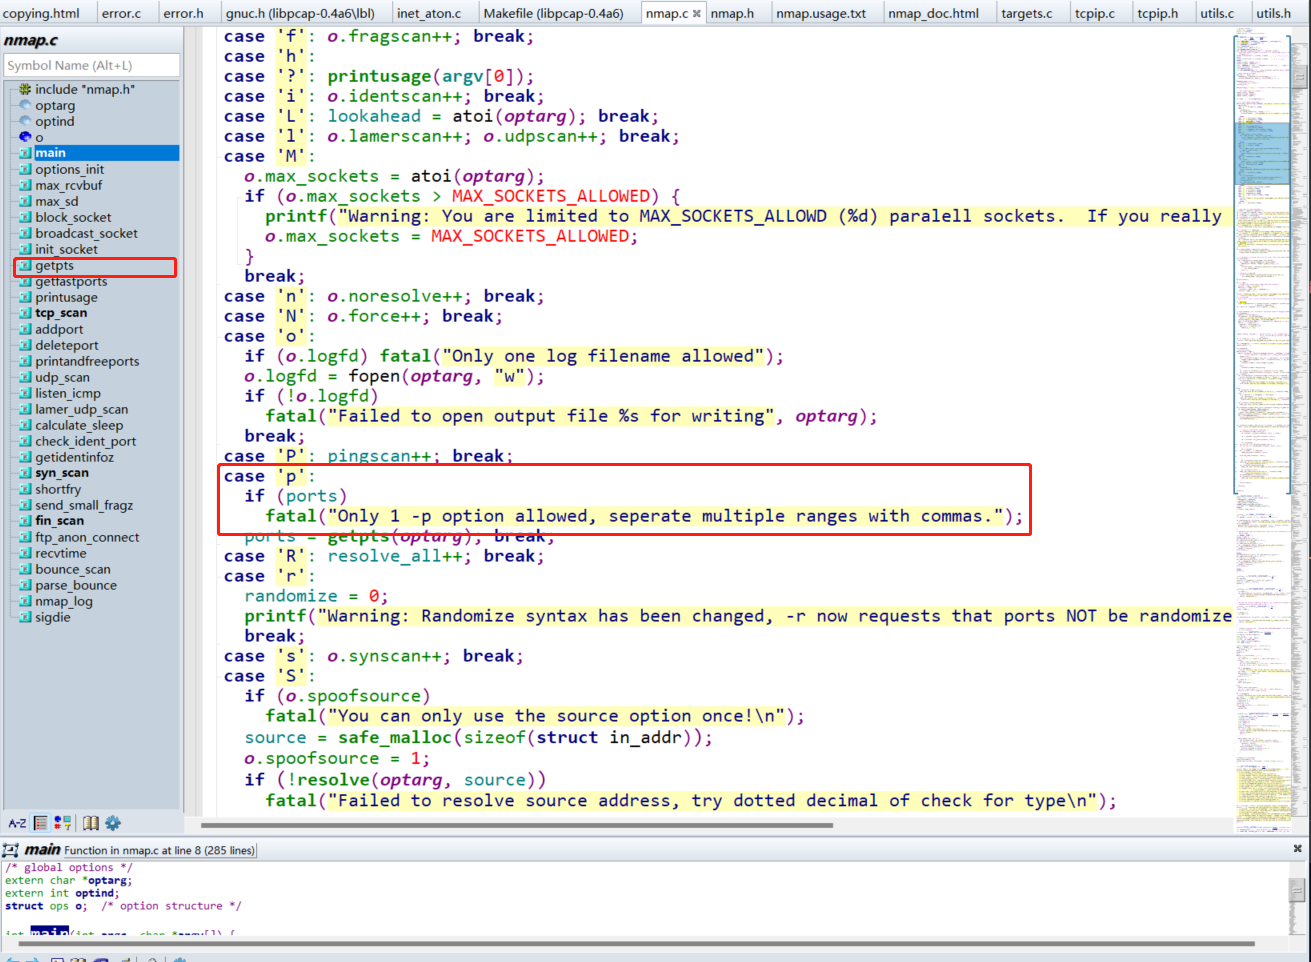 copying.html error.c error.h gnuc.h (libpcap-0.4a6\lbl) inet_aton.c Makefile (libpcap-0.4a6) nmap.c nmap.h nmap.usage.txt nmap_doc.html targets.c tcpip.c tcpip.h utils.c utils.h
nmap.c
Symbol Name (Alt+L)
include "nmap.h"
optarg
optind
o
main
options_init
max_rcvbuf
max_sd
block_socket
broadcast_socket
init_socket
getpts
getfastports
printusage
tcp_scan
addport
deleteport
printandfreeports
udp_scan
listen_icmp
lamer_udp_scan
calculate_sleep
check_ident_port
getidentinfoz
syn_scan
shortfry
send_small_fragz
fin_scan
ftp_anon_connect
recvtime
bounce_scan
parse_bounce
nmap_log
sigdie
A-Z
case 'f': o.fragscan++; break;
case 'h':
case '?': printusage(argv[0]);
case 'i': o.identscan++; break;
case 'L': lookahead = atoi(optarg); break;
case 'l': o.lamerscan++; o.udpscan++; break;
case 'M':
o.max_sockets = atoi(optarg);
if (o.max_sockets > MAX_SOCKETS_ALLOWED) {
printf("Warning: You are limited to MAX_SOCKETS_ALLOWD (%d) paralell sockets.  If you really
o.max_sockets = MAX_SOCKETS_ALLOWED;
}
break;
case 'n': o.noresolve++; break;
case 'N': o.force++; break;
case 'o':
if (o.logfd) fatal("Only one log filename allowed");
o.logfd = fopen(optarg, "w");
if (!o.logfd)
fatal("Failed to open output file %s for writing", optarg);
break;
case 'P': pingscan++; break;
case 'p':
if (ports)
fatal("Only 1 -p option allowed, seperate multiple ranges with commas.");
ports = getpts(optarg); break;
case 'R': resolve_all++; break;
case 'r':
randomize = 0;
printf("Warning: Randomize syntax has been changed, -r now requests that ports NOT be randomize
break;
case 's': o.synscan++; break;
case 'S':
if (o.spoofsource)
fatal("You can only use the source option once!\n");
source = safe_malloc(sizeof(struct in_addr));
o.spoofsource = 1;
if (!resolve(optarg, source))
fatal("Failed to resolve source address, try dotted decimal of check for type\n");
main Function in nmap.c at line 8 (285 lines)
/* global options */
extern char *optarg;
extern int optind;
struct ops o;  /* option structure */
int main(int argc, char *argv[]) {